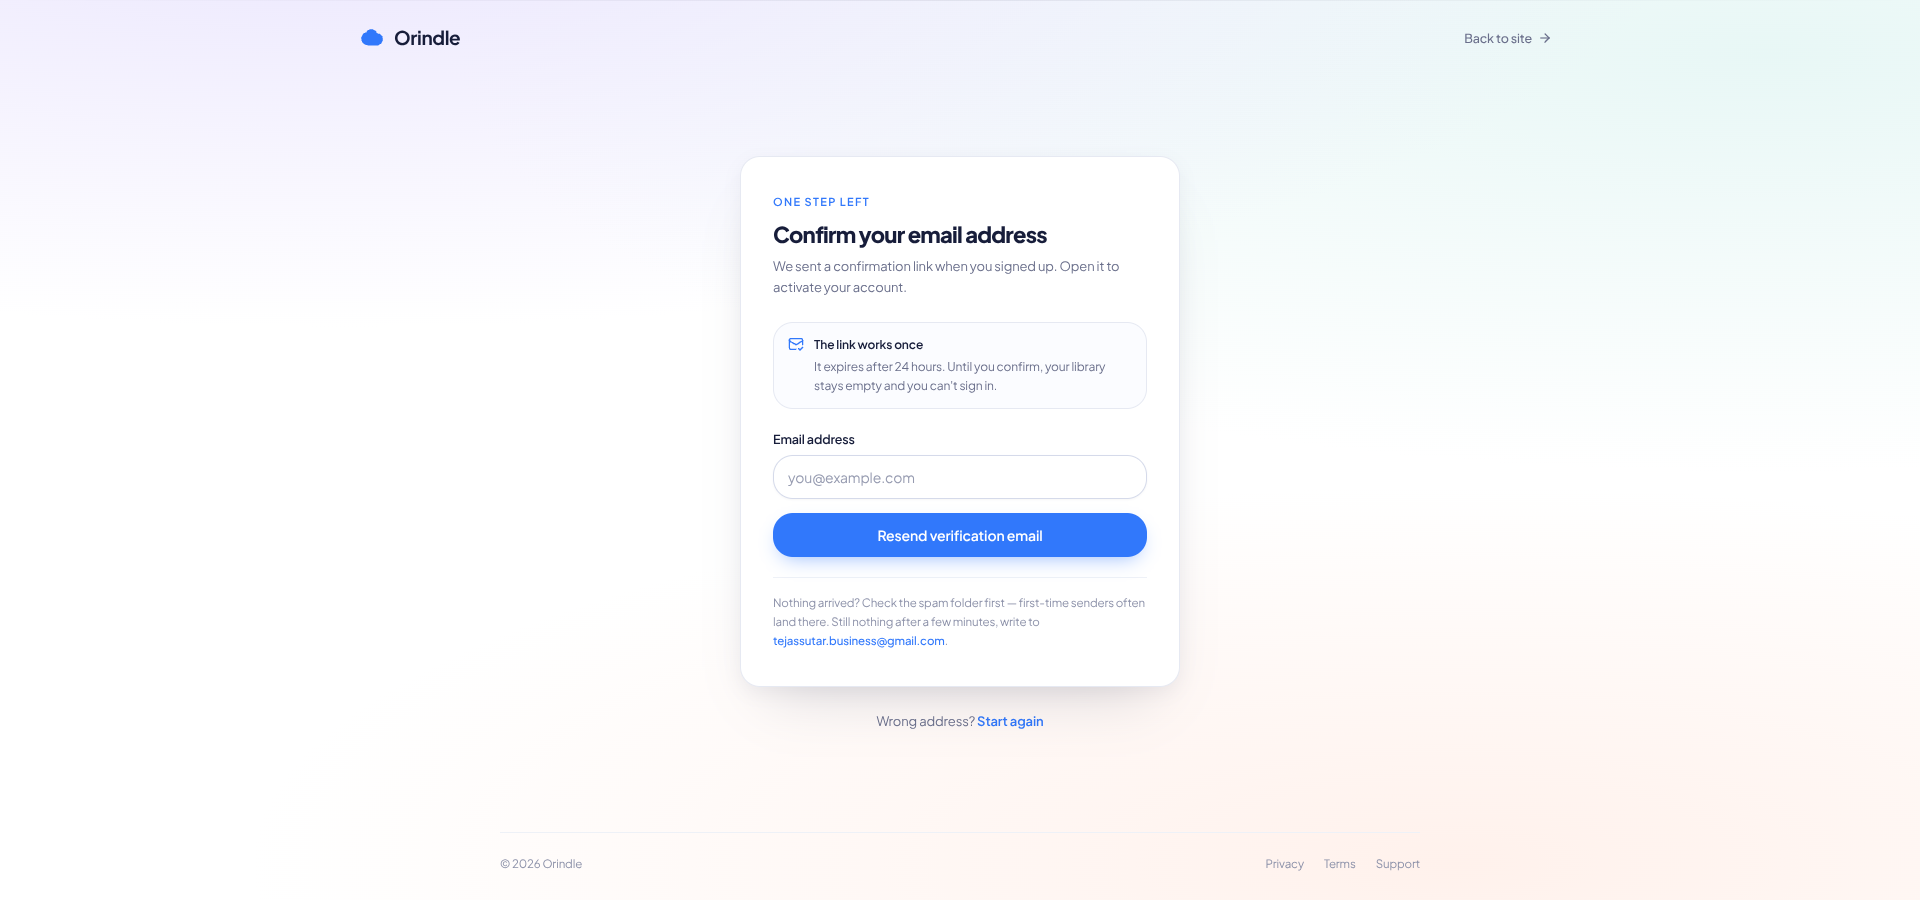 Orindle
Back to site
ONE STEP LEFT
Confirm your email address
We sent a confirmation link when you signed up. Open it to
activate your account.
The link works once
It expires after 24 hours. Until you confirm, your library
stays empty and you can't sign in.
Email address
you@example.com
Resend verification email
Nothing arrived? Check the spam folder first — first-time senders often
land there. Still nothing after a few minutes, write to
tejassutar.business@gmail.com.
Wrong address? Start again
© 2026 Orindle
Privacy Terms Support